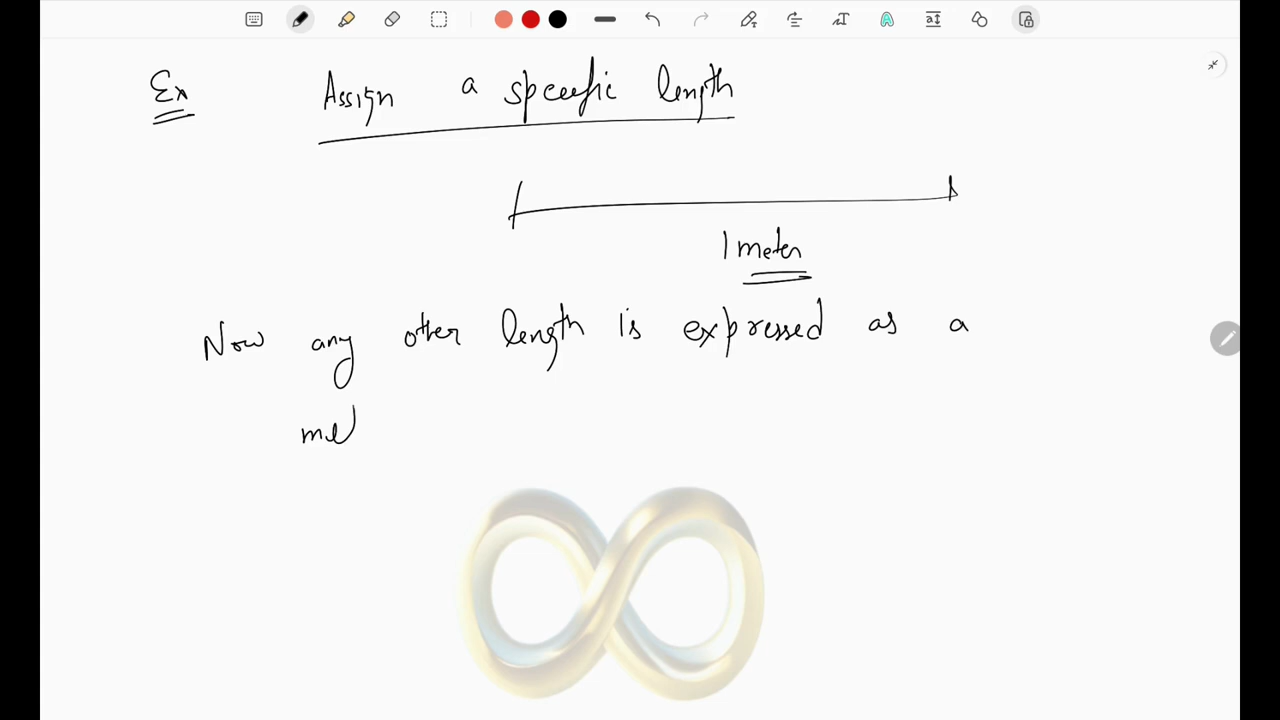 Ex Assign a specific length
1 meter
Now any other length is expressed as a
mul